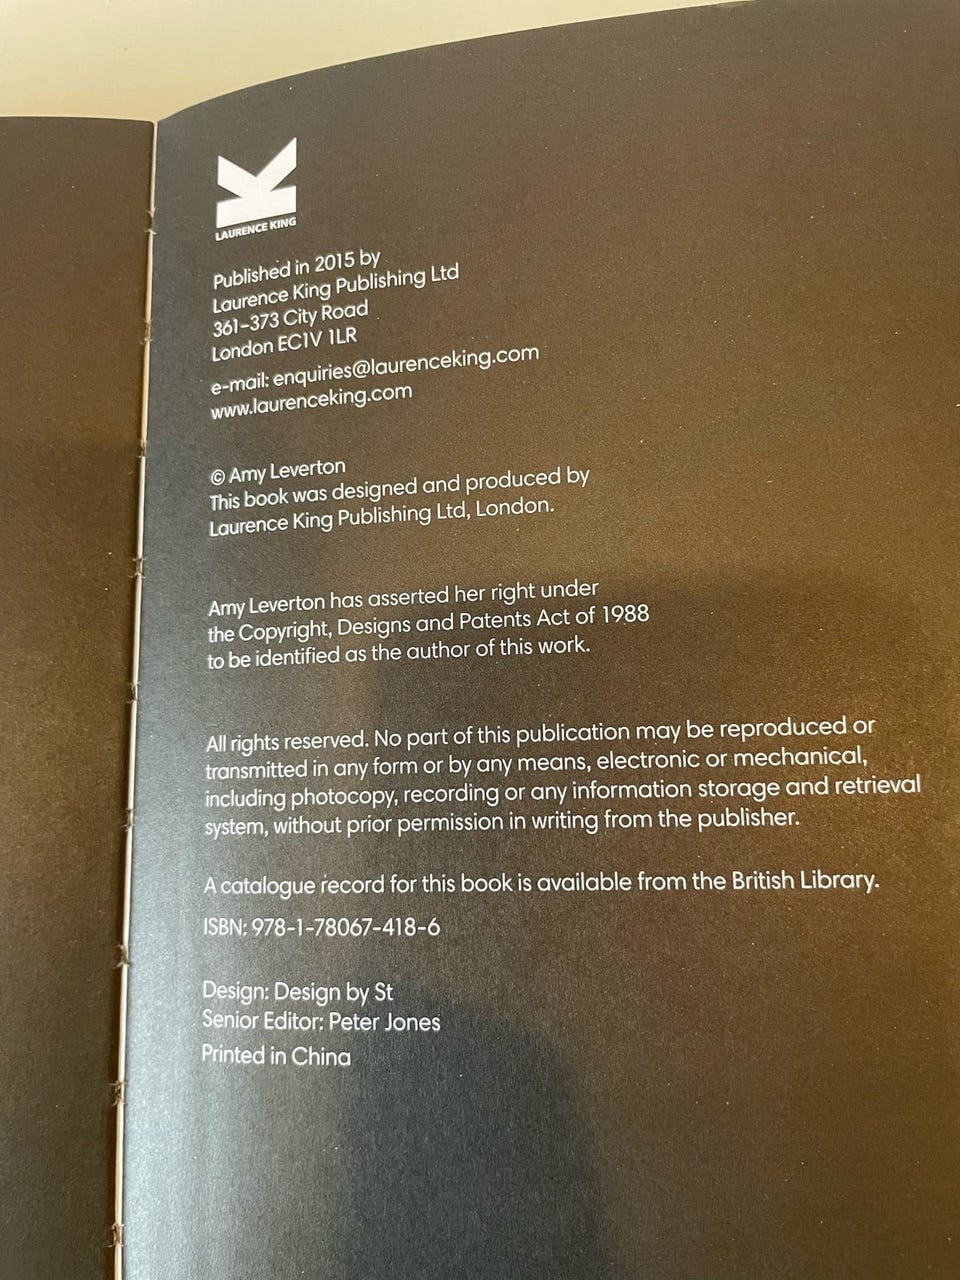 LAURENCE KING
Published in 2015 by
Laurence King Publishing Ltd
361–373 City Road
London EC1V 1LR
e-mail: enquiries@laurenceking.com
www.laurenceking.com
© Amy Leverton
This book was designed and produced by
Laurence King Publishing Ltd, London.
Amy Leverton has asserted her right under
the Copyright, Designs and Patents Act of 1988
to be identified as the author of this work.
All rights reserved. No part of this publication may be reproduced or
transmitted in any form or by any means, electronic or mechanical,
including photocopy, recording or any information storage and retrieval
system, without prior permission in writing from the publisher.
A catalogue record for this book is available from the British Library.
ISBN: 978-1-78067-418-6
Design: Design by St
Senior Editor: Peter Jones
Printed in China